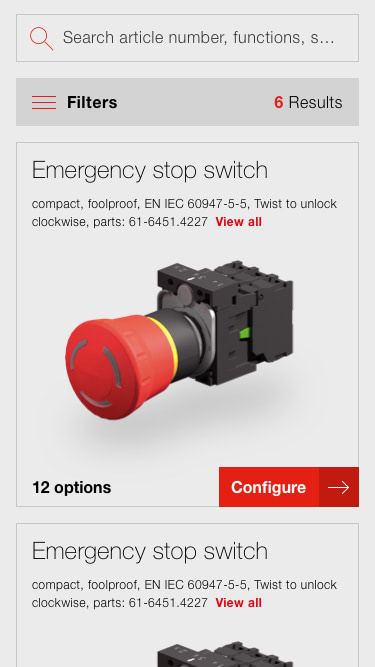 Search article number, functions, s...
Filters
6 Results
Emergency stop switch
compact, foolproof, EN IEC 60947-5-5, Twist to unlock
clockwise, parts: 61-6451.4227 View all
12 options
Configure
Emergency stop switch
compact, foolproof, EN IEC 60947-5-5, Twist to unlock
clockwise, parts: 61-6451.4227 View all